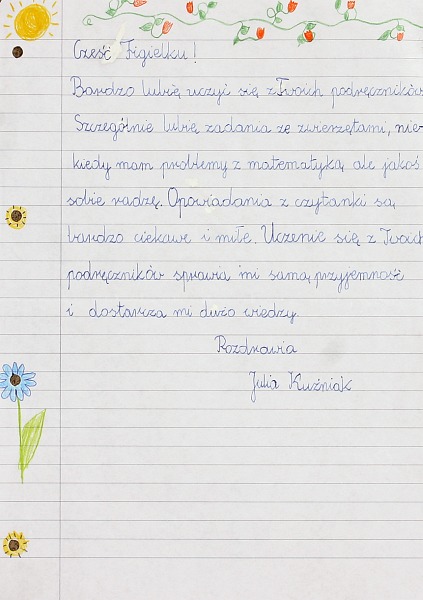 Cześć Figielku!
Bardzo lubię uczyć się z Twoich podręczników
Szczególnie lubię zadania ze zwierzętami, nie-
kiedy mam problemy z matematyką, ale jakoś
sobie radzę. Opowiadania z czytanki są
bardzo ciekawe i miłe. Uczenie się z Twoich
podręczników sprawia mi samą przyjemność
i dostarcza mi dużo wiedzy.
Pozdrawia
Julia Kuźniak